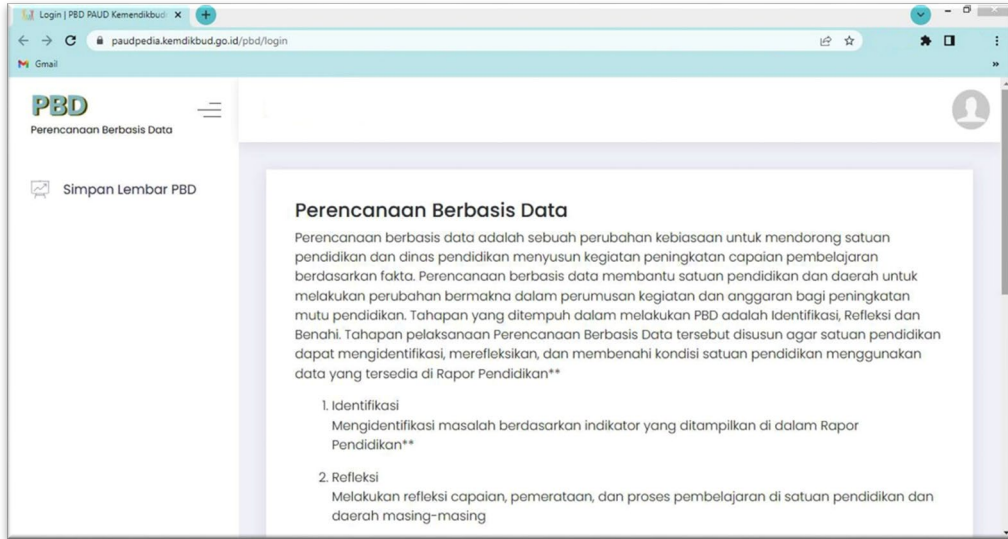 Login | PBD PAUD Kemendikbud
paudpedia.kemdikbud.go.id/pbd/login
Gmail
PBD
Perencanaan Berbasis Data
Simpan Lembar PBD
Perencanaan Berbasis Data
Perencanaan berbasis data adalah sebuah perubahan kebiasaan untuk mendorong satuan
pendidikan dan dinas pendidikan menyusun kegiatan peningkatan capaian pembelajaran
berdasarkan fakta. Perencanaan berbasis data membantu satuan pendidikan dan daerah untuk
melakukan perubahan bermakna dalam perumusan kegiatan dan anggaran bagi peningkatan
mutu pendidikan. Tahapan yang ditempuh dalam melakukan PBD adalah Identifikasi, Refleksi dan
Benahi. Tahapan pelaksanaan Perencanaan Berbasis Data tersebut disusun agar satuan pendidikan
dapat mengidentifikasi, merefleksikan, dan membenahi kondisi satuan pendidikan menggunakan
data yang tersedia di Rapor Pendidikan**
1. Identifikasi
Mengidentifikasi masalah berdasarkan indikator yang ditampilkan di dalam Rapor
Pendidikan**
2. Refleksi
Melakukan refleksi capaian, pemerataan, dan proses pembelajaran di satuan pendidikan dan
daerah masing-masing